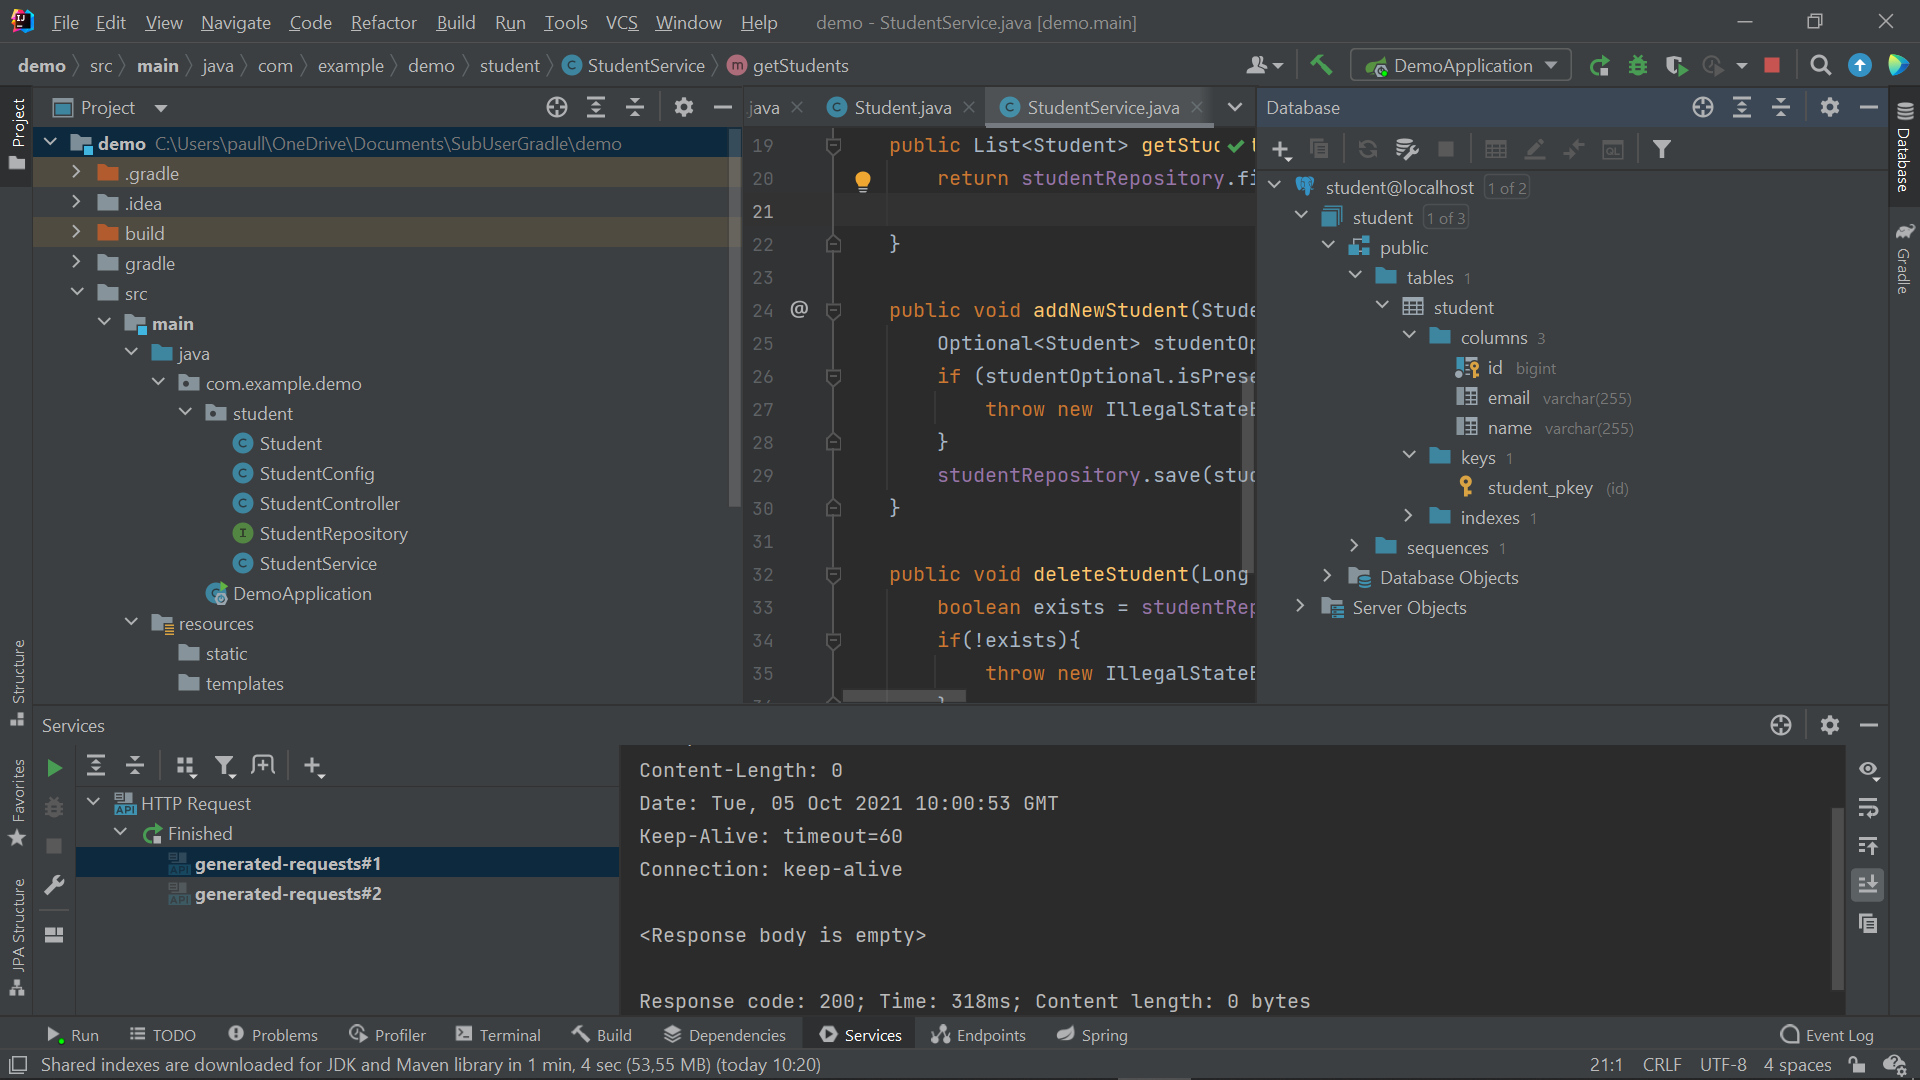 File Edit View Navigate Code Refactor Build Run Tools VCS Window Help demo - StudentService.java [demo.main]
demo src main java com example demo student StudentService getStudents DemoApplication
Project
java Student.java StudentService.java
Database
Project
demo C:\Users\paull\OneDrive\Documents\SubUserGradle\demo
.gradle
.idea
build
gradle
src
main
java
com.example.demo
student
Student
StudentConfig
StudentController
StudentRepository
StudentService
DemoApplication
resources
static
templates
19 public List<Student> getStuc
20 return studentRepository.fi
21
22 }
23
24 @ public void addNewStudent(Stude
25 Optional<Student> studentOp
26 if (studentOptional.isPrese
27 throw new IllegalStateE
28 }
29 studentRepository.save(stud
30 }
31
32 public void deleteStudent(Long
33 boolean exists = studentRep
34 if(!exists){
35 throw new IllegalStateE
student@localhost 1 of 2
student 1 of 3
public
tables 1
student
columns 3
id bigint
email varchar(255)
name varchar(255)
keys 1
student_pkey (id)
indexes 1
sequences 1
Database Objects
Server Objects
Database
Gradle
Structure
Favorites
JPA Structure
Services
HTTP Request
Finished
API generated-requests#1
API generated-requests#2
Content-Length: 0
Date: Tue, 05 Oct 2021 10:00:53 GMT
Keep-Alive: timeout=60
Connection: keep-alive
<Response body is empty>
Response code: 200; Time: 318ms; Content length: 0 bytes
Run TODO Problems Profiler Terminal Build Dependencies Services Endpoints Spring Event Log
Shared indexes are downloaded for JDK and Maven library in 1 min, 4 sec (53,55 MB) (today 10:20) 21:1 CRLF UTF-8 4 spaces